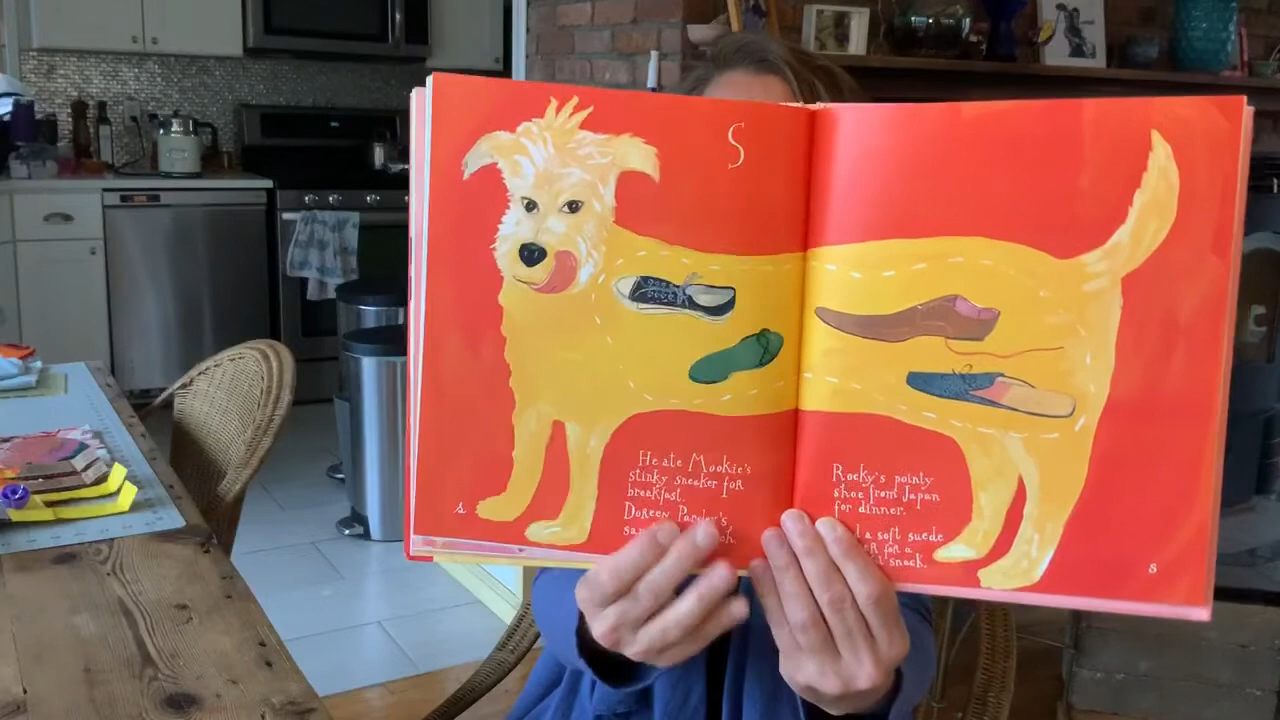 S
He ate Mookie's
stinky sneaker for
breakfast.
Doreen
s
Rocky's pointy
shoe from Japan
for dinner.
a soft suede
for a
snack.
s